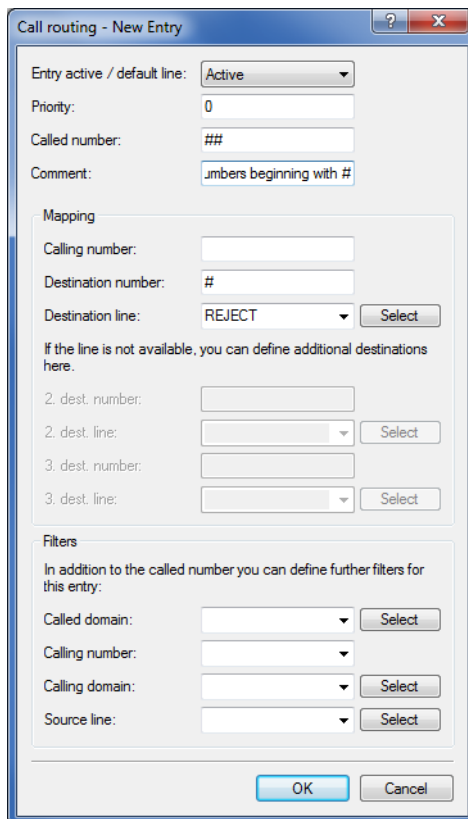 Call routing - New Entry
?
Entry active / default line: Active
Priority: 0
Called number: ##
Comment: umbers beginning with #
Mapping
Calling number:
Destination number: #
Destination line: REJECT Select
If the line is not available, you can define additional destinations
here.
2. dest. number:
2. dest. line: Select
3. dest. number:
3. dest. line: Select
Filters
In addition to the called number you can define further filters for
this entry:
Called domain: Select
Calling number:
Calling domain: Select
Source line: Select
OK Cancel